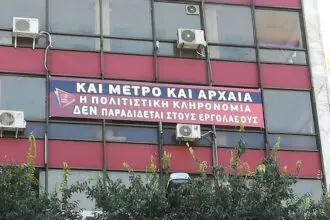 ΚΑΙ ΜΕΤΡΟ ΚΑΙ ΑΡΧΑΙΑ
Η ΠΟΛΙΤΙΣΤΙΚΗ ΚΛΗΡΟΝΟΜΙΑ
ΔΕΝ ΠΑΡΑΔΙΔΕΤΑΙ ΣΤΟΥΣ ΕΡΓΟΛΑΒΟΥΣ